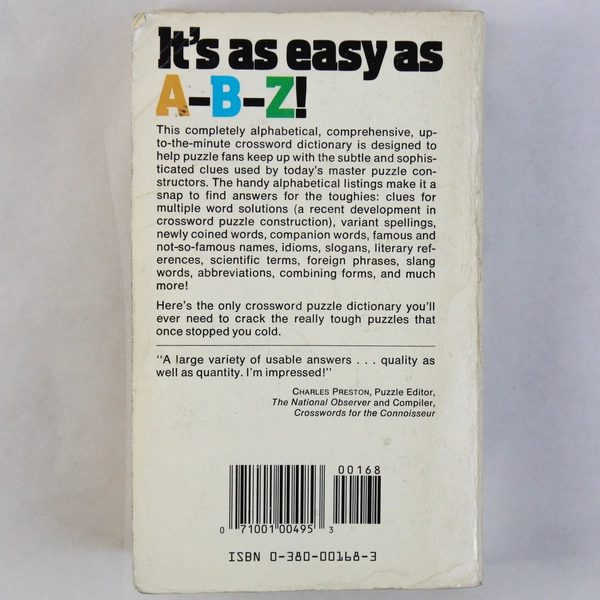 It's as easy as
A–B–Z!
This completely alphabetical, comprehensive, up-
to-the-minute crossword dictionary is designed to
help puzzle fans keep up with the subtle and sophis-
ticated clues used by today's master puzzle con-
structors. The handy alphabetical listings make it a
snap to find answers for the toughies: clues for
multiple word solutions (a recent development in
crossword puzzle construction), variant spellings,
newly coined words, companion words, famous and
not-so-famous names, idioms, slogans, literary ref-
erences, scientific terms, foreign phrases, slang
words, abbreviations, combining forms, and much
more!
Here's the only crossword puzzle dictionary you'll
ever need to crack the really tough puzzles that
once stopped you cold.
"A large variety of usable answers . . . quality as
well as quantity. I'm impressed!"
CHARLES PRESTON, Puzzle Editor,
The National Observer and Compiler,
Crosswords for the Connoisseur
00168
0 71001 00495 3
ISBN 0-380-00168-3